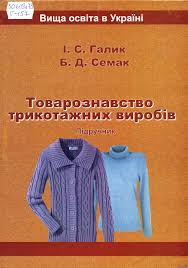 Вища освіта в Україні
І. С. Галик
Б. Д. Семак
Товарознавство
трикотажних виробів
Підручник